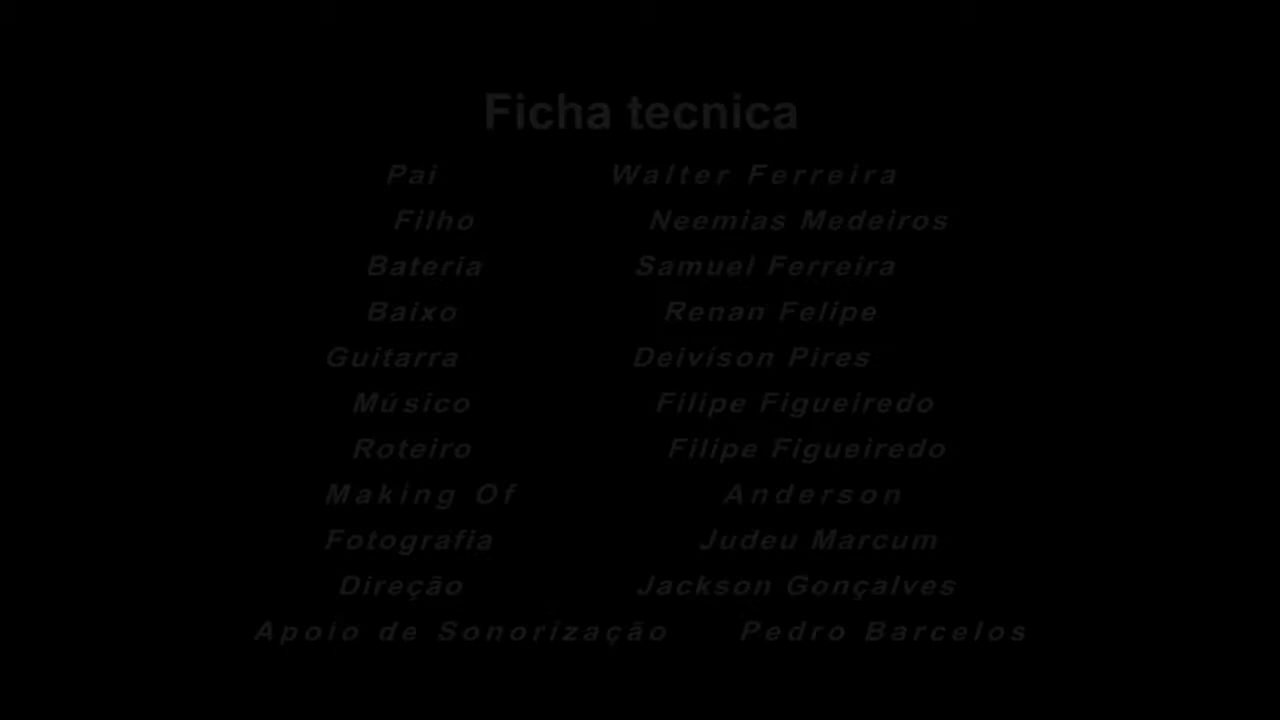 Ficha tecnica
Pai Walter Ferreira
Filho Neemias Medeiros
Bateria Samuel Ferreira
Baixo Renan Felipe
Guitarra Deivison Pires
Músico Filipe Figueiredo
Roteiro Filipe Figueiredo
Making Of Anderson
Fotografia Judeu Marcum
Direção Jackson Gonçalves
Apoio de Sonorização Pedro Barcelos